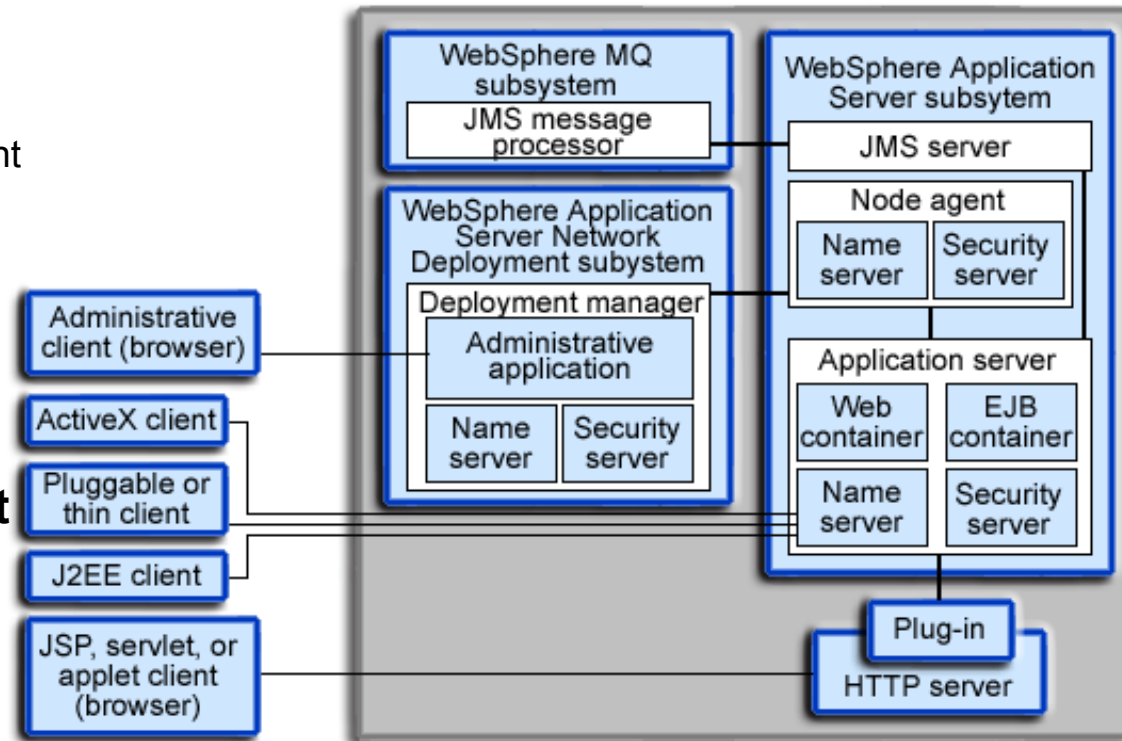 nt
t
WebSphere MQ
subsystem
JMS message
processor
WebSphere Application
Server Network
Deployment subystem
Deployment manager
Administrative
application
Name
server
Security
server
WebSphere Application
Server subsytem
JMS server
Node agent
Name
server
Security
server
Application server
Web
container
EJB
container
Name
server
Security
server
Plug-in
HTTP server
Administrative
client (browser)
ActiveX client
Pluggable or
thin client
J2EE client
JSP, servlet, or
applet client
(browser)